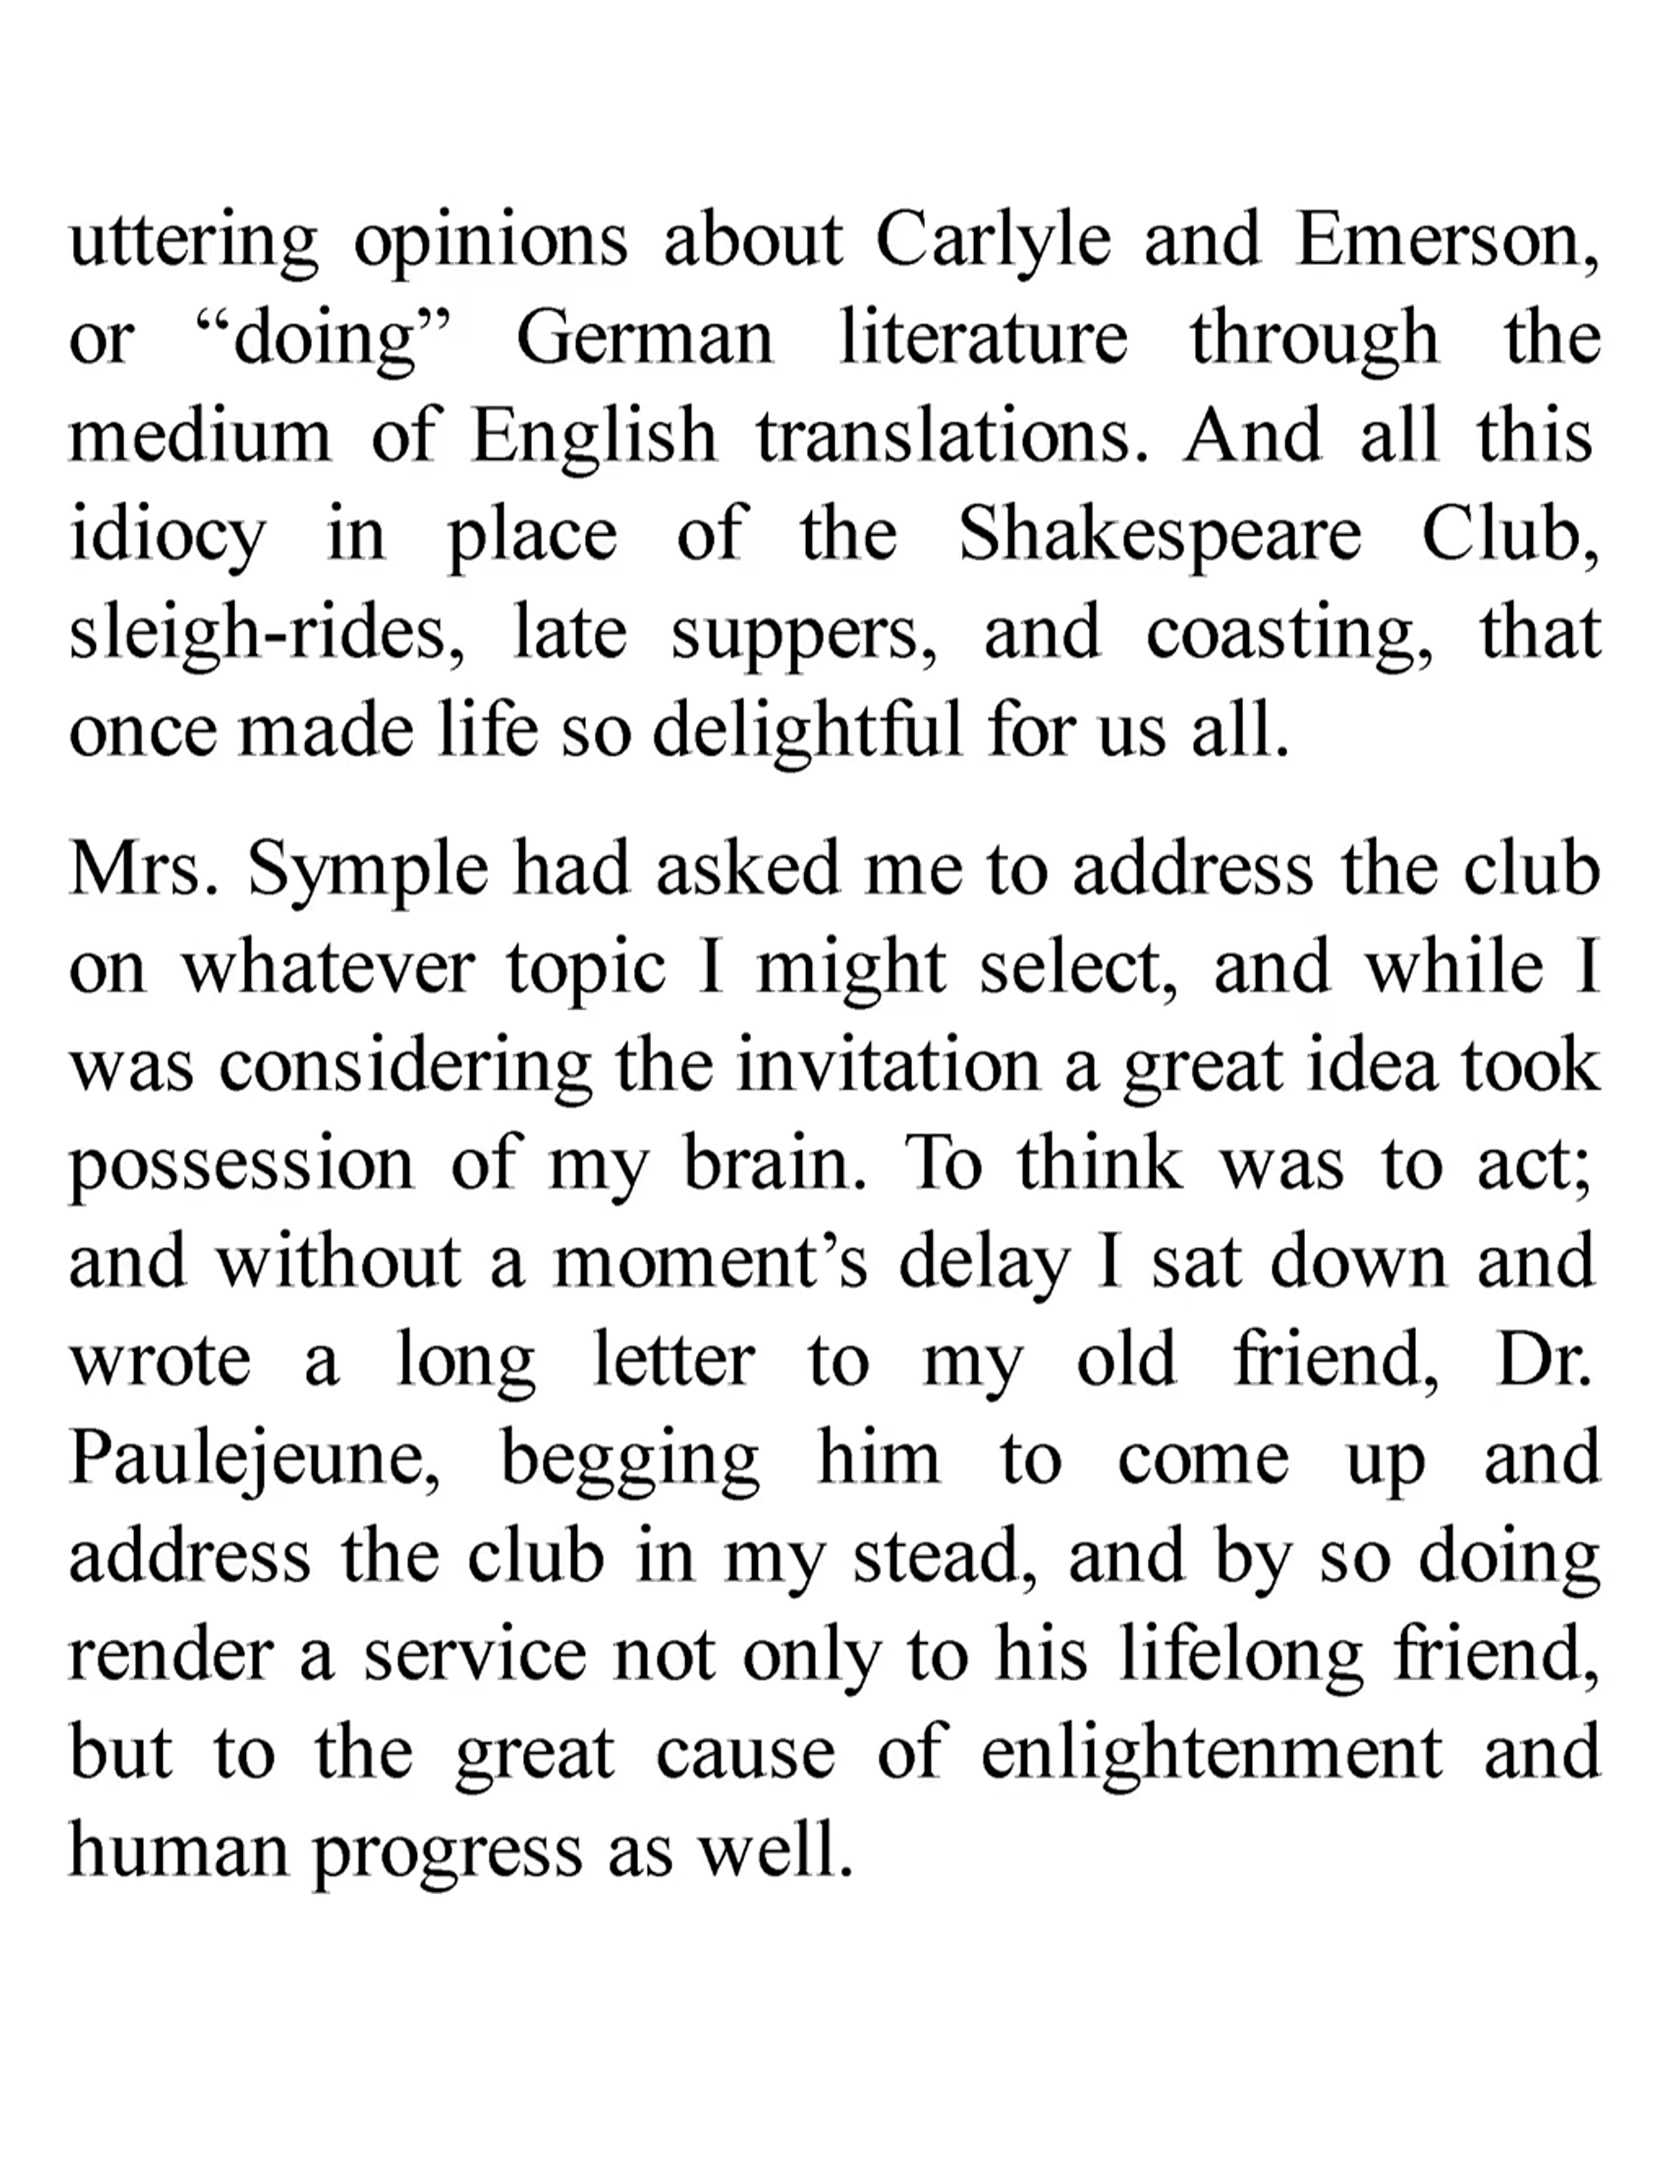 uttering opinions about Carlyle and Emerson,
or “doing” German literature through the
medium of English translations. And all this
idiocy in place of the Shakespeare Club,
sleigh-rides, late suppers, and coasting, that
once made life so delightful for us all.
Mrs. Symple had asked me to address the club
on whatever topic I might select, and while I
was considering the invitation a great idea took
possession of my brain. To think was to act;
and without a moment’s delay I sat down and
wrote a long letter to my old friend, Dr.
Paulejeune, begging him to come up and
address the club in my stead, and by so doing
render a service not only to his lifelong friend,
but to the great cause of enlightenment and
human progress as well.